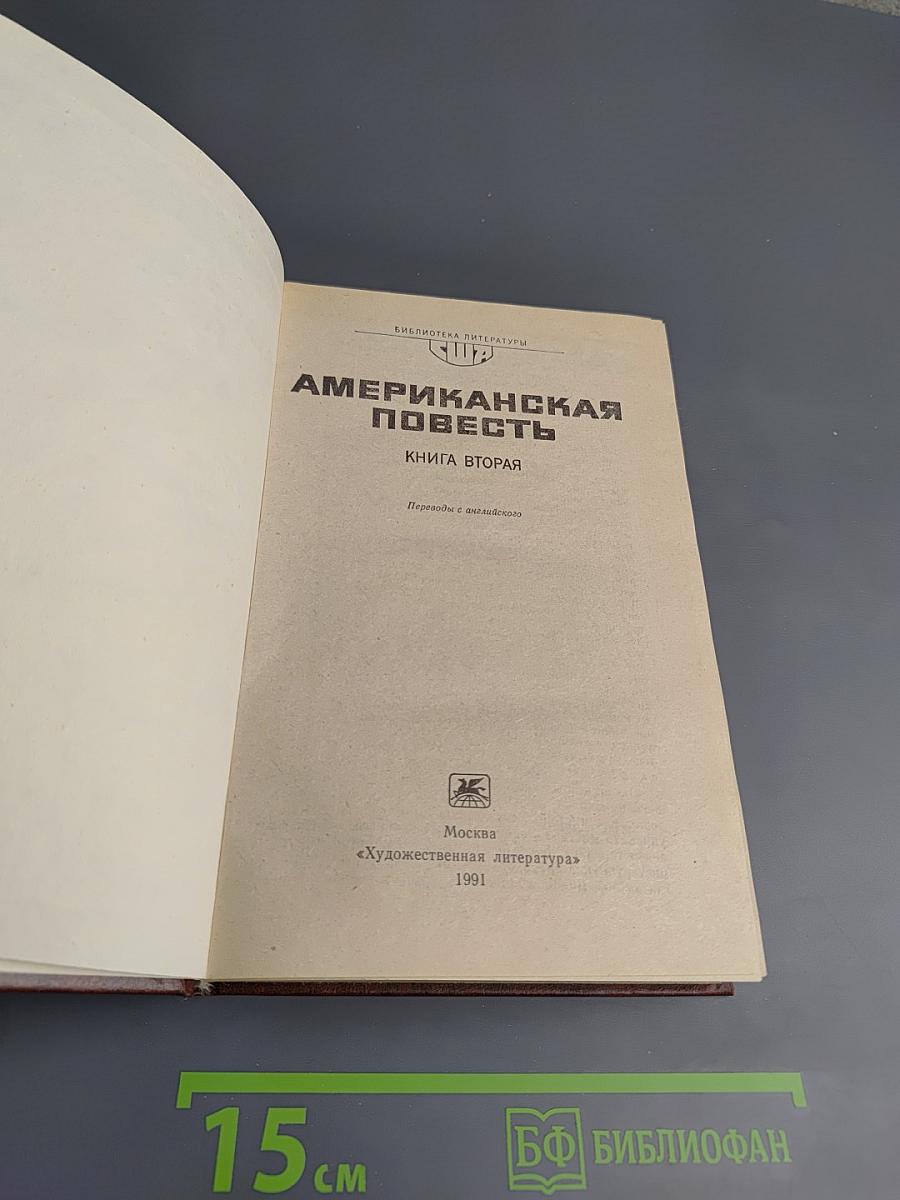 БИБЛИОТЕКА ЛИТЕРАТУРЫ
США
АМЕРИКАНСКАЯ
ПОВЕСТЬ
КНИГА ВТОРАЯ
Переводы с английского
Москва
«Художественная литература»
1991
15 см
БФ БИБЛИОФАН